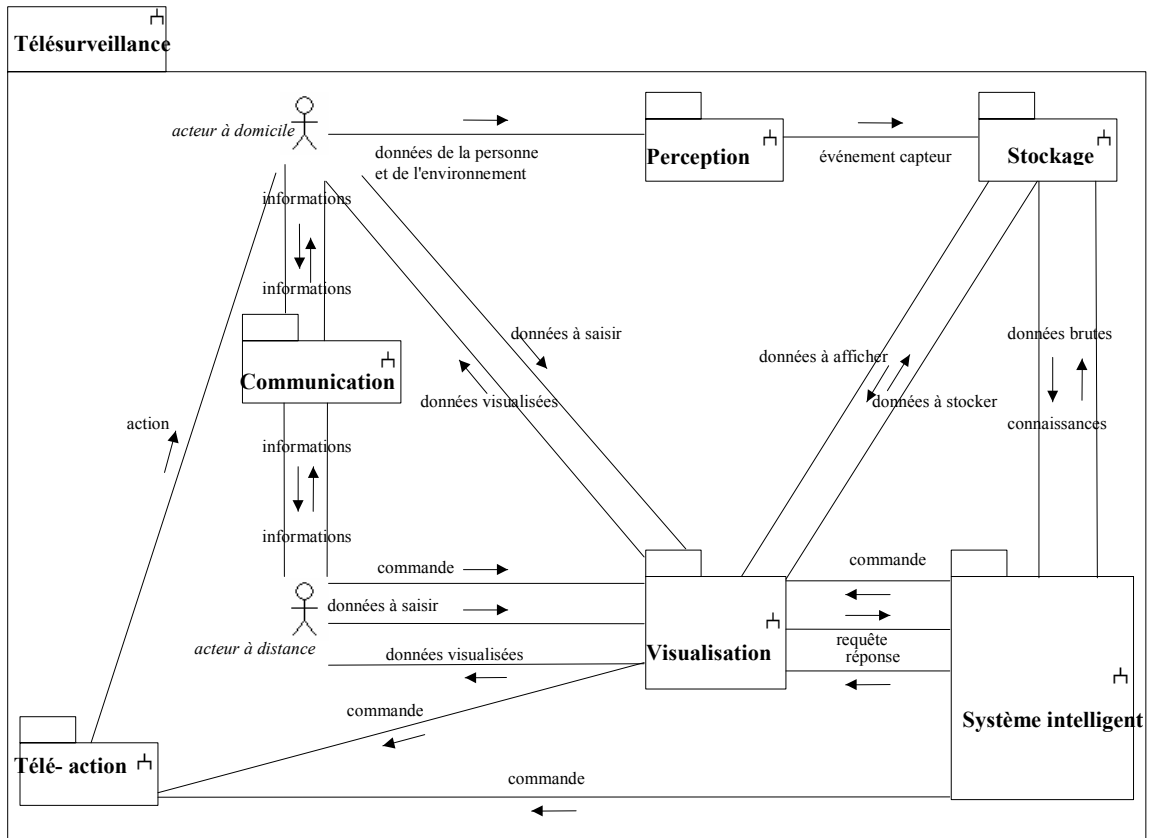 Télésurveillance
acteur à domicile
données de la personne
et de l'environnement
Perception
événement capteur
Stockage
informations
informations
Communication
données à saisir
données visualisées
données à afficher
données à stocker
données brutes
connaissances
action
informations
informations
commande
données à saisir
acteur à distance
données visualisées
Visualisation
commande
requête
réponse
Système intelligent
commande
Télé- action
commande